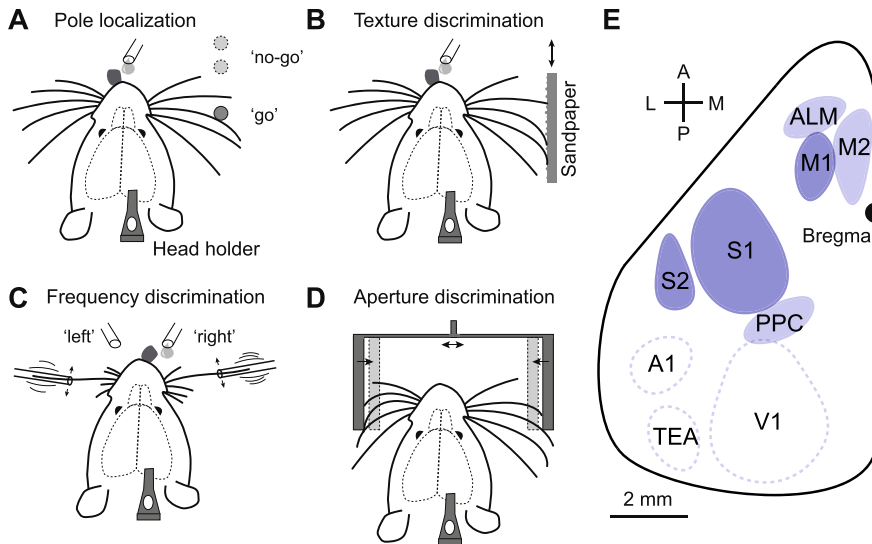 A Pole localization
'no-go'
'go'
Head holder
B Texture discrimination
Sandpaper
C Frequency discrimination
'left'
'right'
D Aperture discrimination
E
A
L M
P
ALM
M2
M1
Bregma
S1
S2
PPC
A1
V1
TEA
2 mm